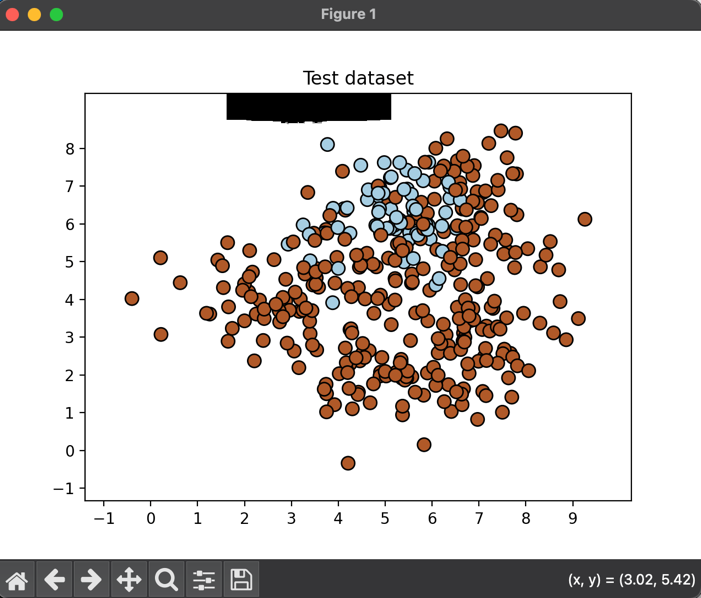 Figure 1
Test dataset
8
7
6
5
4
3
2
1
0
−1
−1 0 1 2 3 4 5 6 7 8 9
(x, y) = (3.02, 5.42)